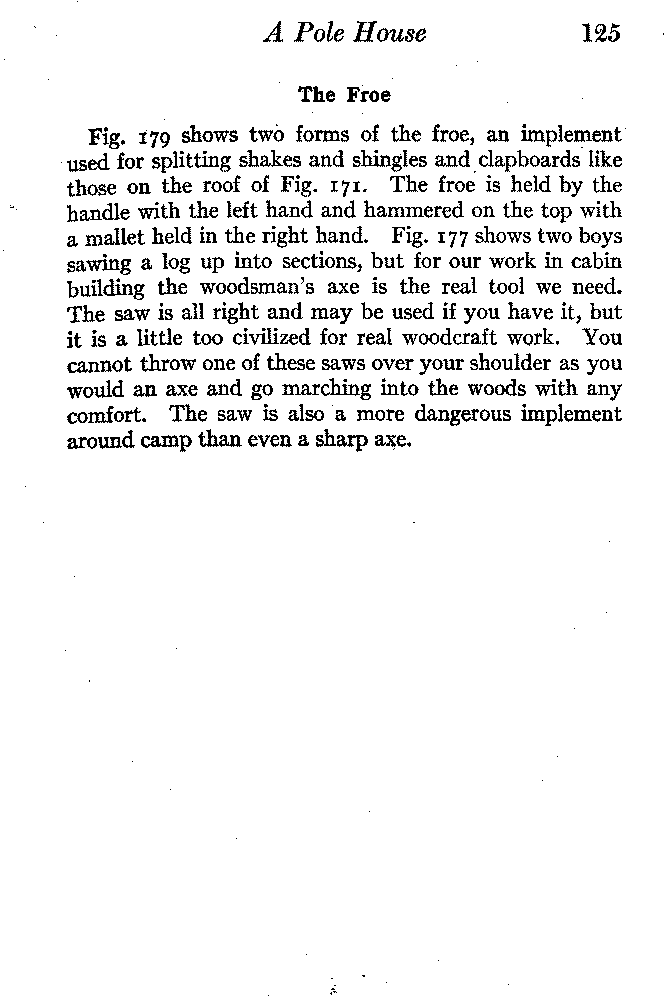 A Pole House 125
The Froe
Fig. 179 shows two forms of the froe, an implement
used for splitting shakes and shingles and clapboards like
those on the roof of Fig. 171. The froe is held by the
handle with the left hand and hammered on the top with
a mallet held in the right hand. Fig. 177 shows two boys
sawing a log up into sections, but for our work in cabin
building the woodsman's axe is the real tool we need.
The saw is all right and may be used if you have it, but
it is a little too civilized for real woodcraft work. You
cannot throw one of these saws over your shoulder as you
would an axe and go marching into the woods with any
comfort. The saw is also a more dangerous implement
around camp than even a sharp axe.